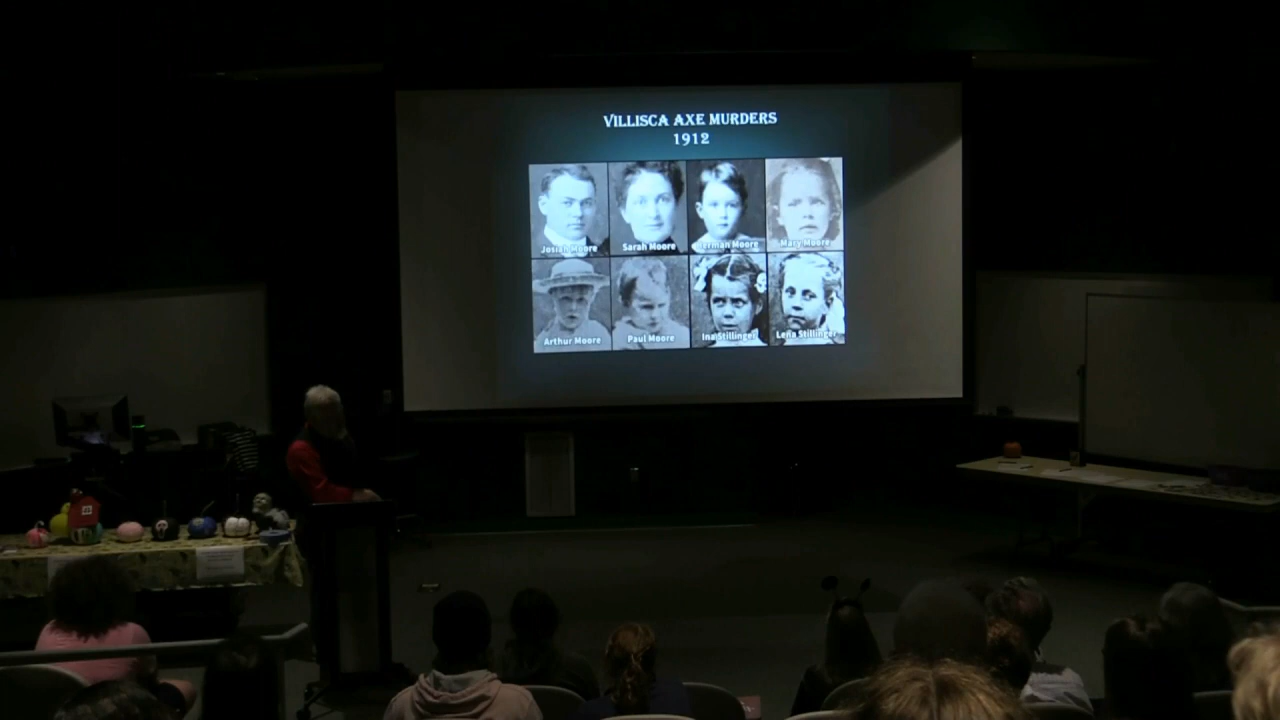 VILLISCA AXE MURDERS
1912
Josiah Moore Sarah Moore Herman Moore Mary Moore
Arthur Moore Paul Moore Ina Stillinger Lena Stillinger